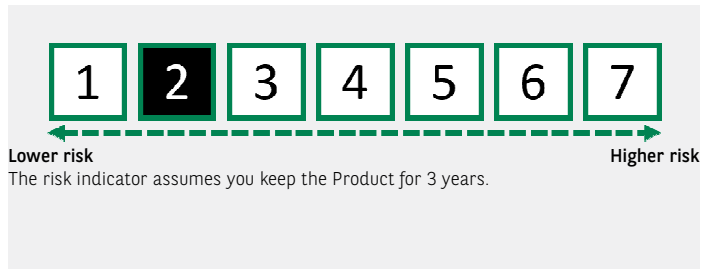 1 2 3 4 5 6 7
Lower risk Higher risk
The risk indicator assumes you keep the Product for 3 years.